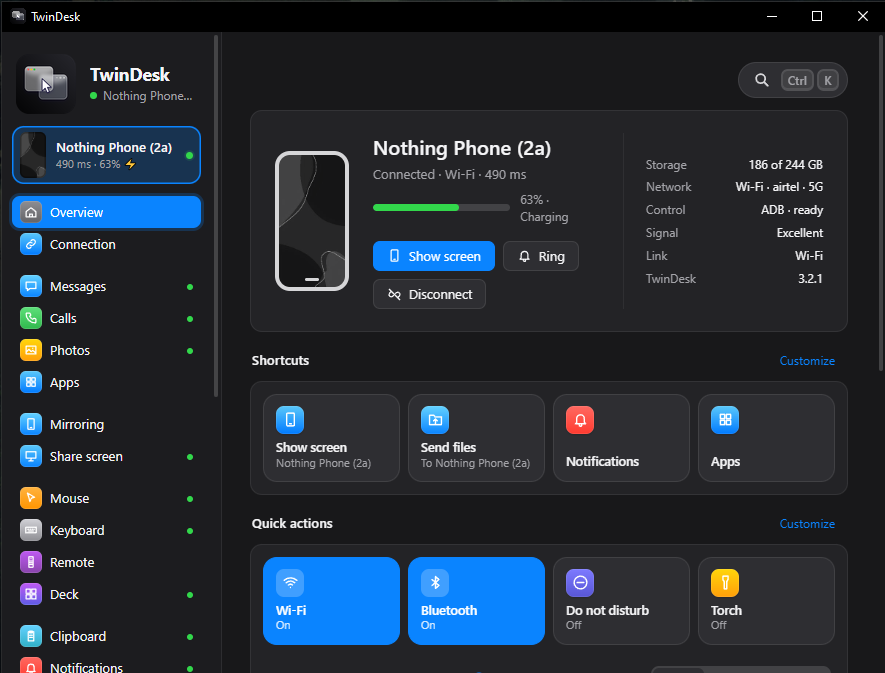 TwinDesk
TwinDesk
Nothing Phone...
Nothing Phone (2a)
490 ms · 63% ⚡
Overview
Connection
Messages
Calls
Photos
Apps
Mirroring
Share screen
Mouse
Keyboard
Remote
Deck
Clipboard
Notifications
Ctrl K
Nothing Phone (2a)
Connected · Wi-Fi · 490 ms
63% ·
Charging
Show screen
Ring
Disconnect
Storage 186 of 244 GB
Network Wi-Fi · airtel · 5G
Control ADB · ready
Signal Excellent
Link Wi-Fi
TwinDesk 3.2.1
Shortcuts Customize
Show screen
Nothing Phone (2a)
Send files
To Nothing Phone (2a)
Notifications
Apps
Quick actions Customize
Wi-Fi
On
Bluetooth
On
Do not disturb
Off
Torch
Off